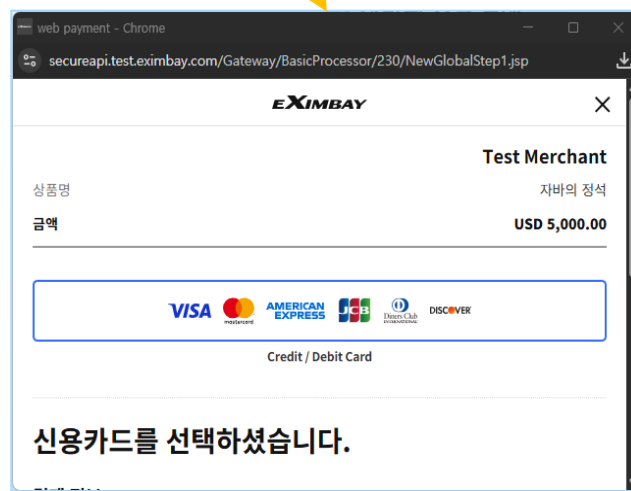 web payment - Chrome
secureapi.test.eximbay.com/Gateway/BasicProcessor/230/NewGlobalStep1.jsp
EXIMBAY
Test Merchant
상품명 자바의 정석
금액 USD 5,000.00
VISA mastercard AMERICAN EXPRESS JCB Diners Club INTERNATIONAL DISCOVER
Credit / Debit Card
신용카드를 선택하셨습니다.